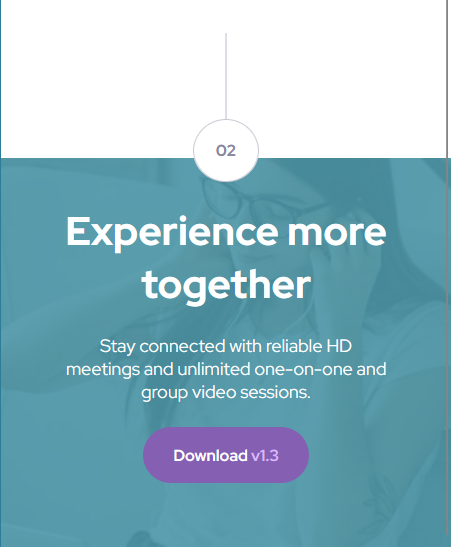 02
Experience more
together
Stay connected with reliable HD
meetings and unlimited one-on-one and
group video sessions.
Download v1.3